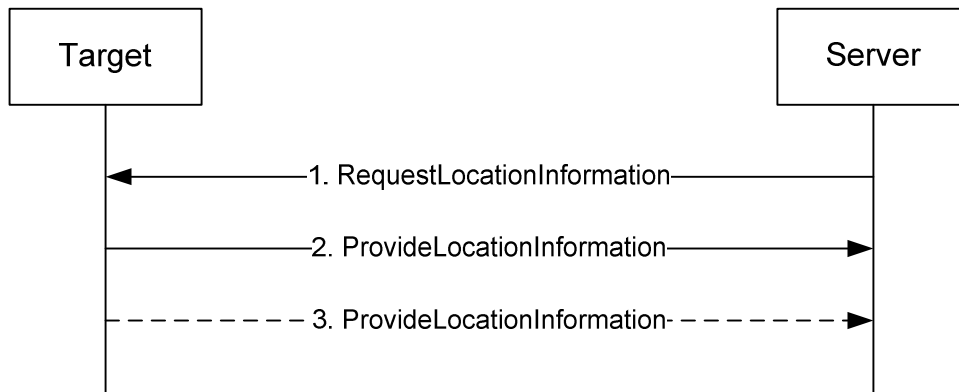 Target
Server
1. RequestLocationInformation
2. ProvideLocationInformation
3. ProvideLocationInformation